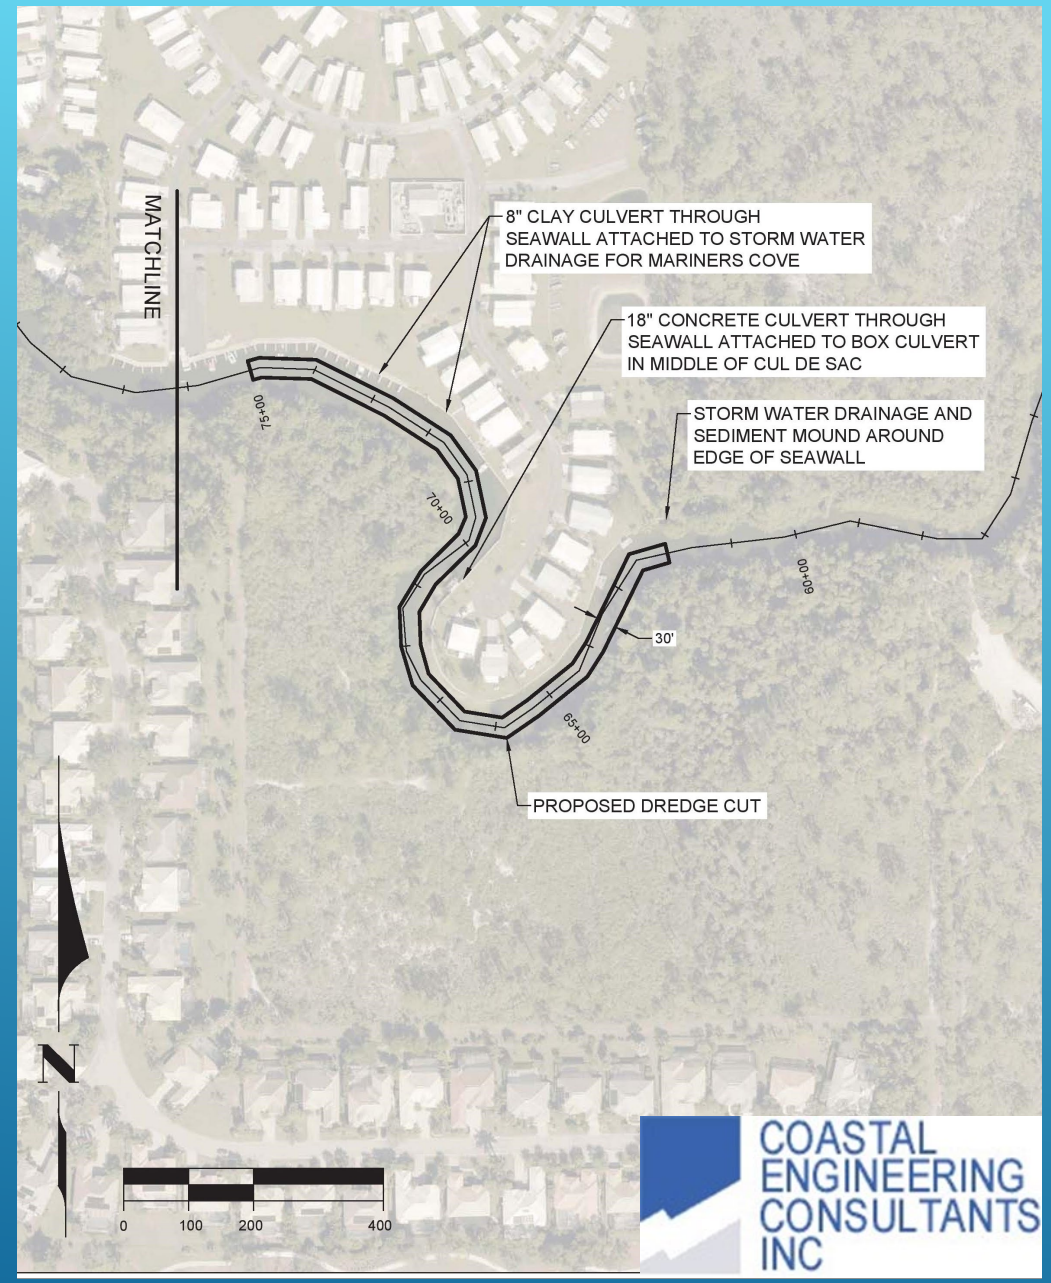 8" CLAY CULVERT THROUGH
SEAWALL ATTACHED TO STORM WATER
DRAINAGE FOR MARINERS COVE
MATCHLINE
18" CONCRETE CULVERT THROUGH
SEAWALL ATTACHED TO BOX CULVERT
IN MIDDLE OF CUL DE SAC
STORM WATER DRAINAGE AND
SEDIMENT MOUND AROUND
EDGE OF SEAWALL
75+00
70+00
60+00
30'
65+00
PROPOSED DREDGE CUT
N
0 100 200 400
COASTAL
ENGINEERING
CONSULTANTS
INC